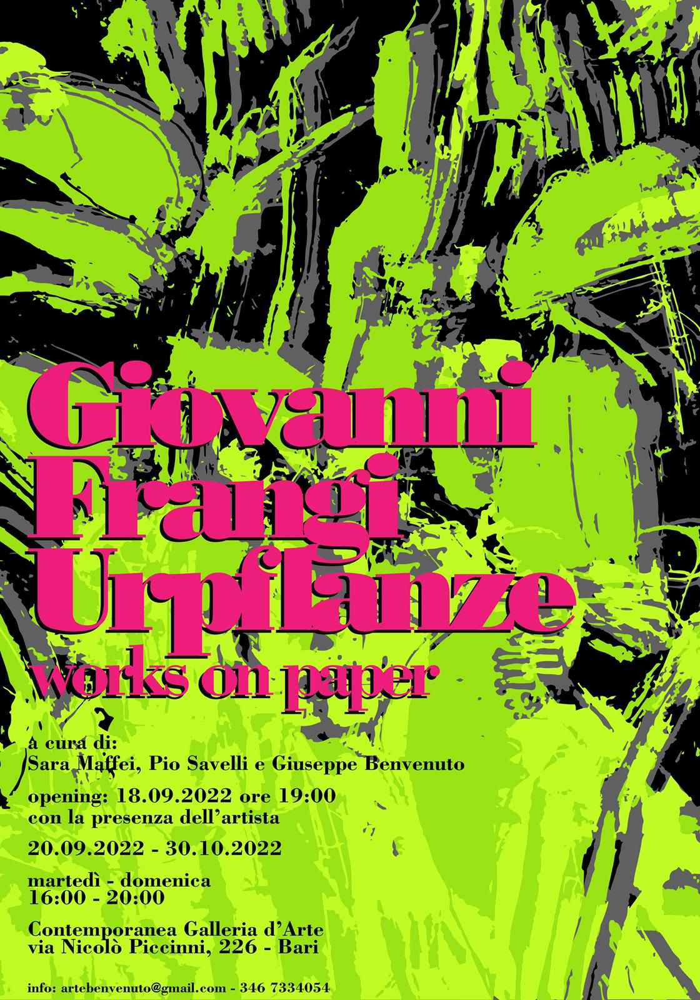 Giovanni
Frangi
Urpflanze
works on paper
a cura di:
Sara Maffei, Pio Savelli e Giuseppe Benvenuto
opening: 18.09.2022 ore 19:00
con la presenza dell'artista
20.09.2022 - 30.10.2022
martedì - domenica
16:00 - 20:00
Contemporanea Galleria d'Arte
via Nicolò Piccinni, 226 - Bari
info: artebenvenuto@gmail.com - 346 7334054